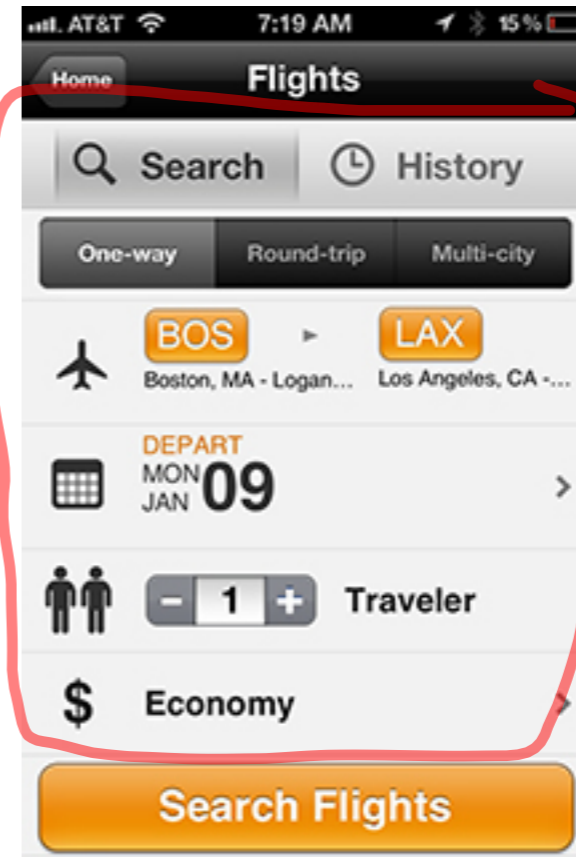 AT&T 7:19 AM 15%
Home Flights
Search History
One-way Round-trip Multi-city
BOS LAX
Boston, MA - Logan... Los Angeles, CA -...
DEPART
MON 09
JAN
- 1 + Traveler
$ Economy
Search Flights